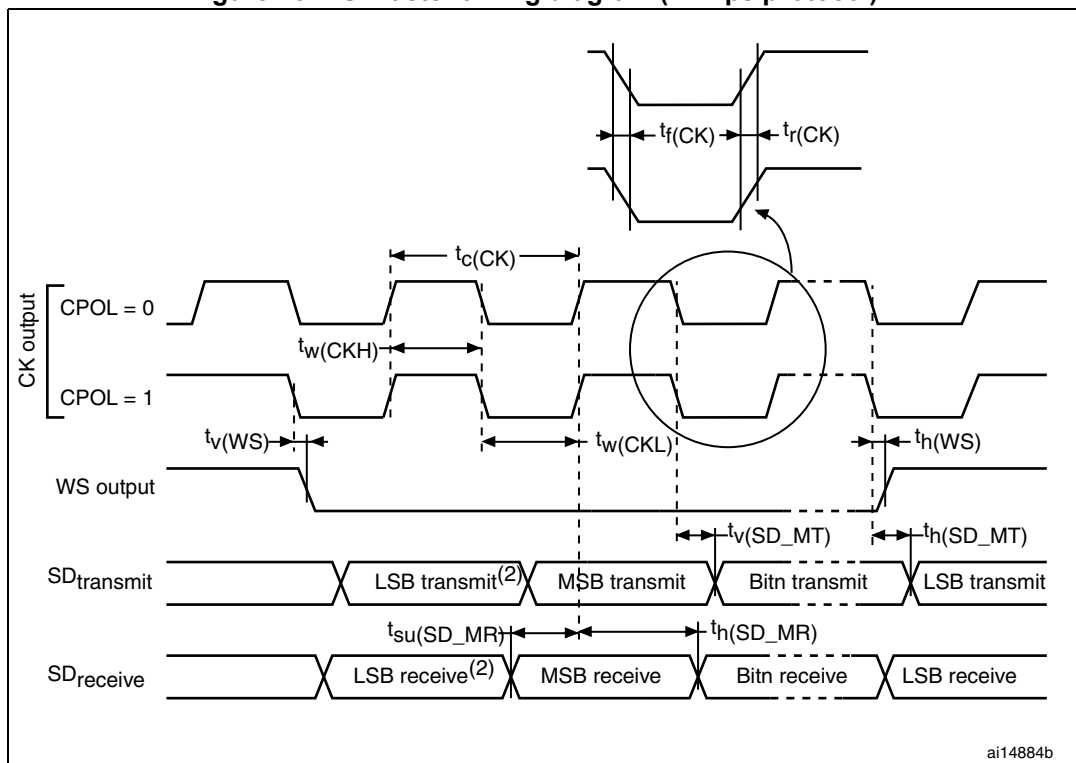 tf(CK)
tr(CK)
tc(CK)
CK output
CPOL = 0
tw(CKH)
CPOL = 1
tv(WS)
tw(CKL)
th(WS)
WS output
tv(SD_MT)
th(SD_MT)
SDtransmit
LSB transmit(2)
MSB transmit
Bitn transmit
LSB transmit
tsu(SD_MR)
th(SD_MR)
SDreceive
LSB receive(2)
MSB receive
Bitn receive
LSB receive
ai14884b